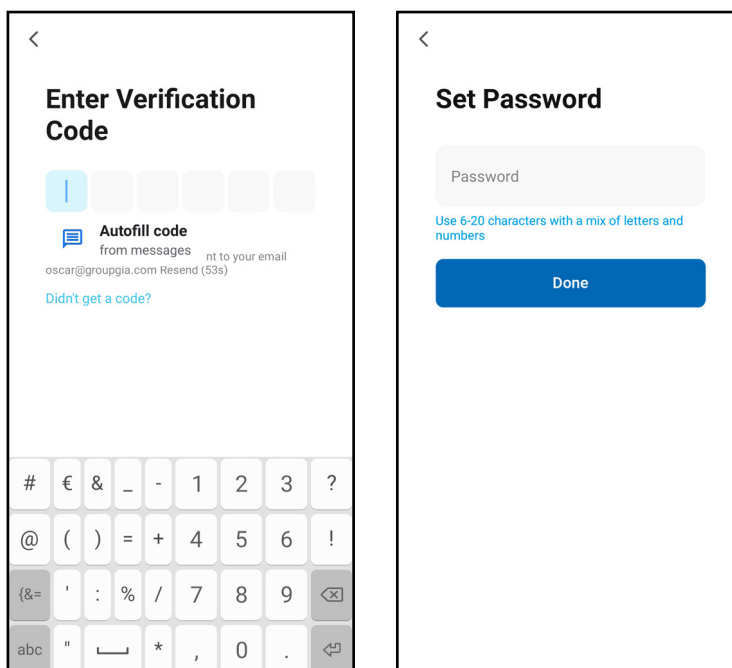 Enter Verification
Code
Autofill code
from messages
nt to your email
oscar@groupgia.com Resend (53s)
Didn't get a code?
# € & _ - 1 2 3 ?
@ ( ) = + 4 5 6 !
{&= ' : % / 7 8 9
abc " * , 0 .
Set Password
Password
Use 6-20 characters with a mix of letters and
numbers
Done